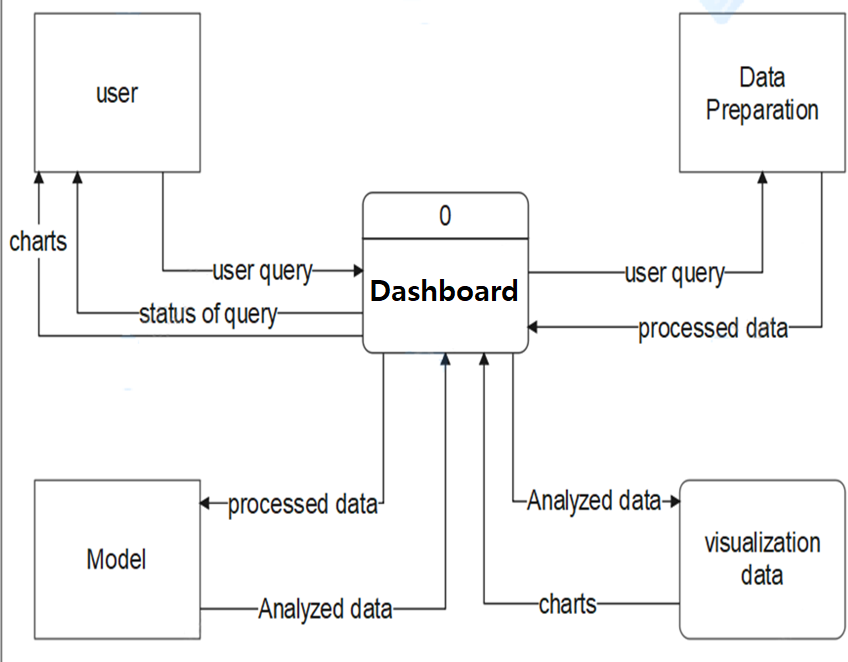 user
Data
Preparation
0
charts
user query
Dashboard
user query
status of query
processed data
processed data
Analyzed data
Model
visualization
data
Analyzed data
charts